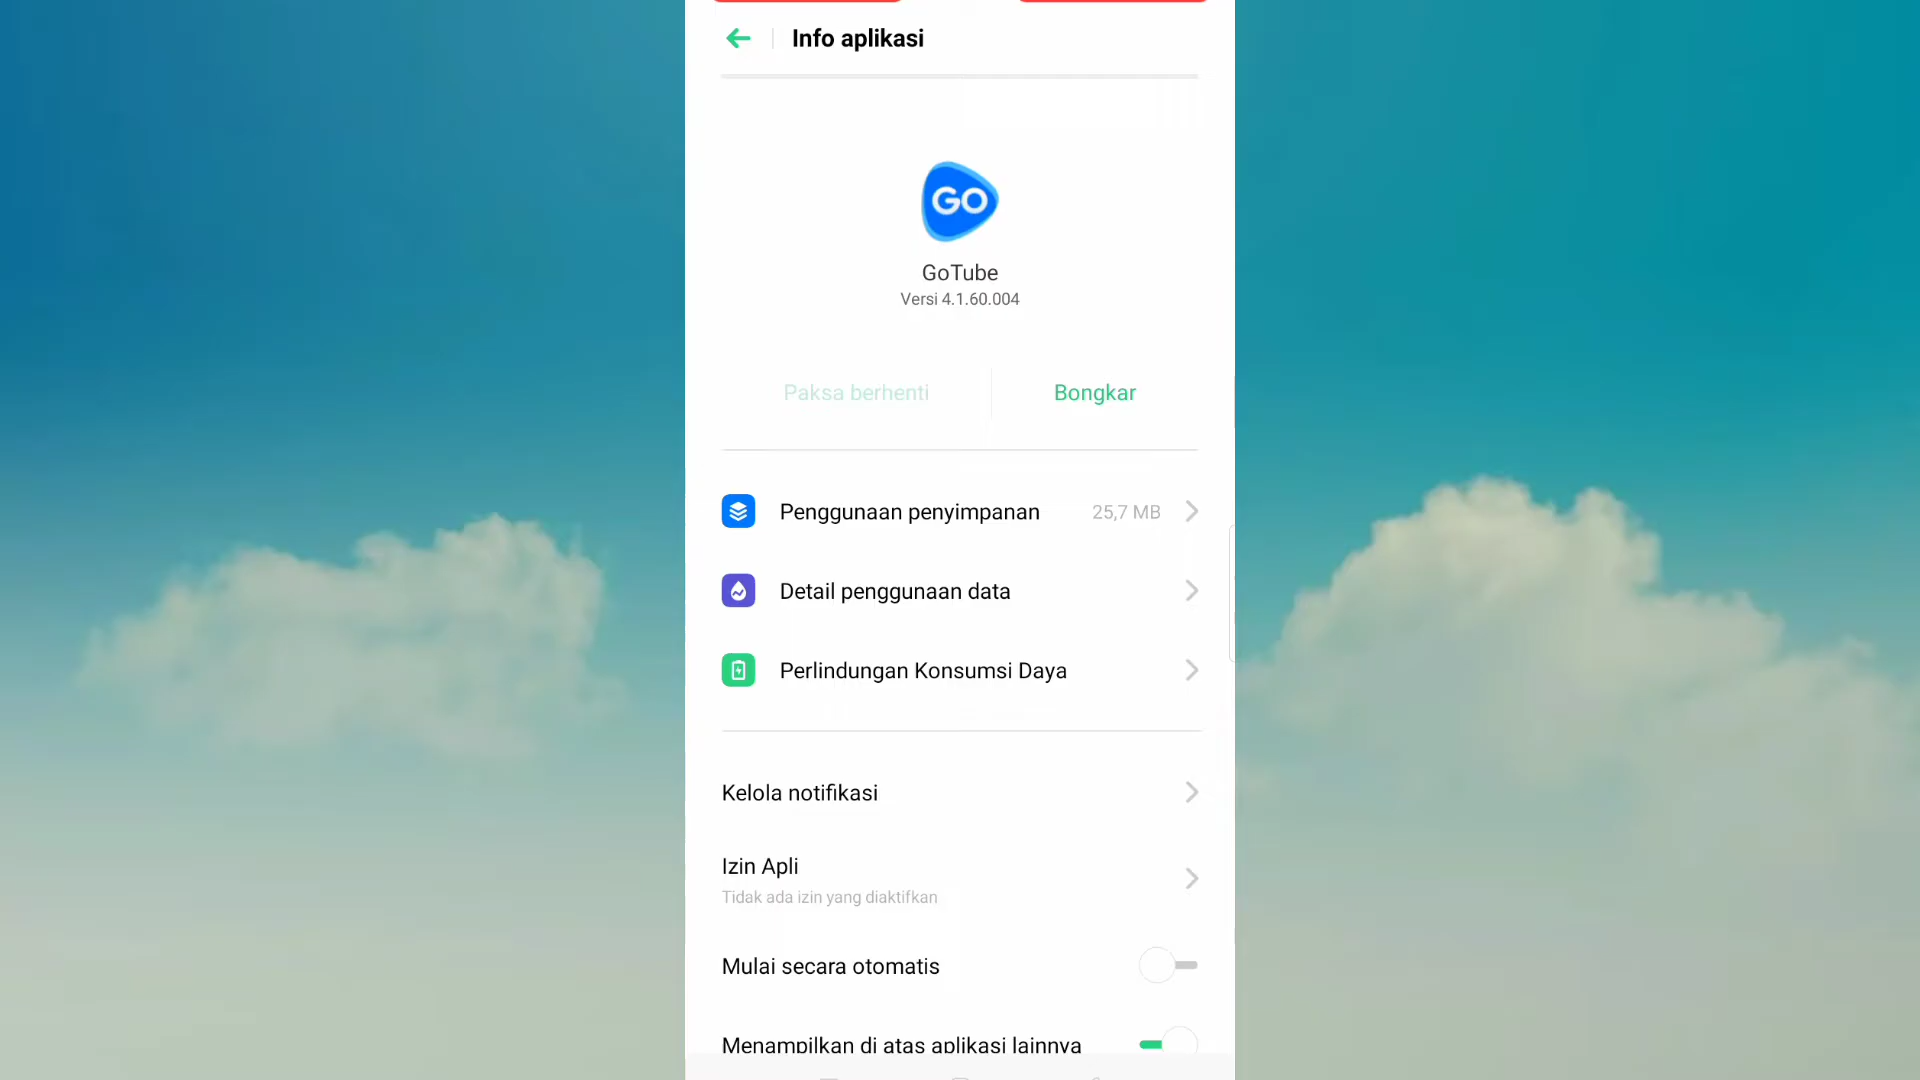 Info aplikasi
GO
GoTube
Versi 4.1.60.004
Paksa berhenti
Bongkar
Penggunaan penyimpanan 25,7 MB
Detail penggunaan data
Perlindungan Konsumsi Daya
Kelola notifikasi
Izin Apli
Tidak ada izin yang diaktifkan
Mulai secara otomatis
Menampilkan di atas aplikasi lainnya